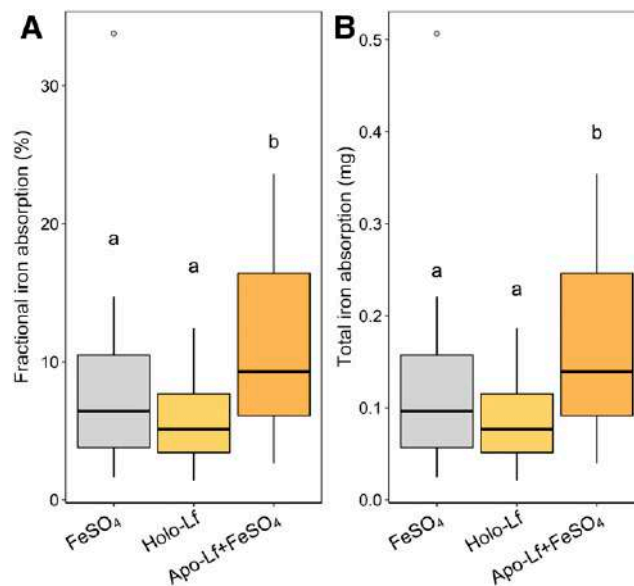 A
Fractional iron absorption (%)
30
20
10
0
a
a
b
FeSO₄
Holo-Lf
Apo-Lf+FeSO₄
B
Total iron absorption (mg)
0.5
0.4
0.3
0.2
0.1
0.0
a
a
b
FeSO₄
Holo-Lf
Apo-Lf+FeSO₄